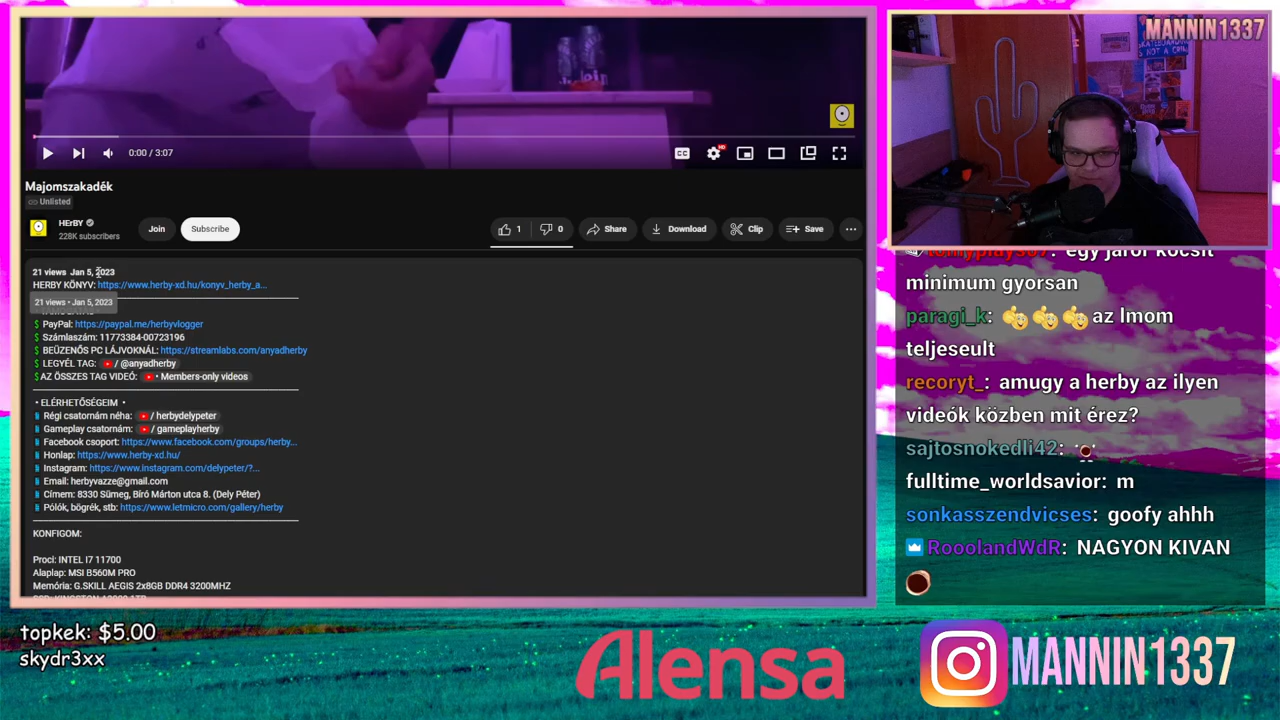 0:00 / 3:07
CC
HD
Majomszakadék
Unlisted
HErBY
228K subscribers
Join
Subscribe
1
0
Share
Download
Clip
Save
21 views Jan 5, 2023
HERBY KÖNYV: https://www.herby-xd.hu/konyv_herby_a...
21 views • Jan 5, 2023
$ PayPal: https://paypal.me/herbyvlogger
$ Számlaszám: 11773384-00723196
$ BEÜZENŐS PC LÁJVOKNÁL: https://streamlabs.com/anyadherby
$ LEGYÉL TAG: / @anyadherby
$ AZ ÖSSZES TAG VIDEÓ: • Members-only videos
• ELÉRHETŐSÉGEIM •
Régi csatornám néha: / herbydelypeter
Gameplay csatornám: / gameplayherby
Facebook csoport: https://www.facebook.com/groups/herby...
Honlap: https://www.herby-xd.hu/
Instagram: https://www.instagram.com/delypeter/?...
Email: herbyvazze@gmail.com
Címem: 8330 Sümeg, Bíró Márton utca 8. (Dely Péter)
Pólók, bögrék, stb: https://www.letmicro.com/gallery/herby
KONFIGOM:
Proci: INTEL I7 11700
Alaplap: MSI B560M PRO
Memória: G.SKILL AEGIS 2x8GB DDR4 3200MHZ
MANNIN1337
egy járőr kocsit
minimum gyorsan
paragi_k: az lmom
teljeseult
recoryt_: amugy a herby az ilyen
videók közben mit érez?
sajtosnokedli42:
fulltime_worldsavior: m
sonkasszendvicses: goofy ahhh
RooolandWdR: NAGYON KIVAN
topkek: $5.00
skydr3xx
Alensa
MANNIN1337